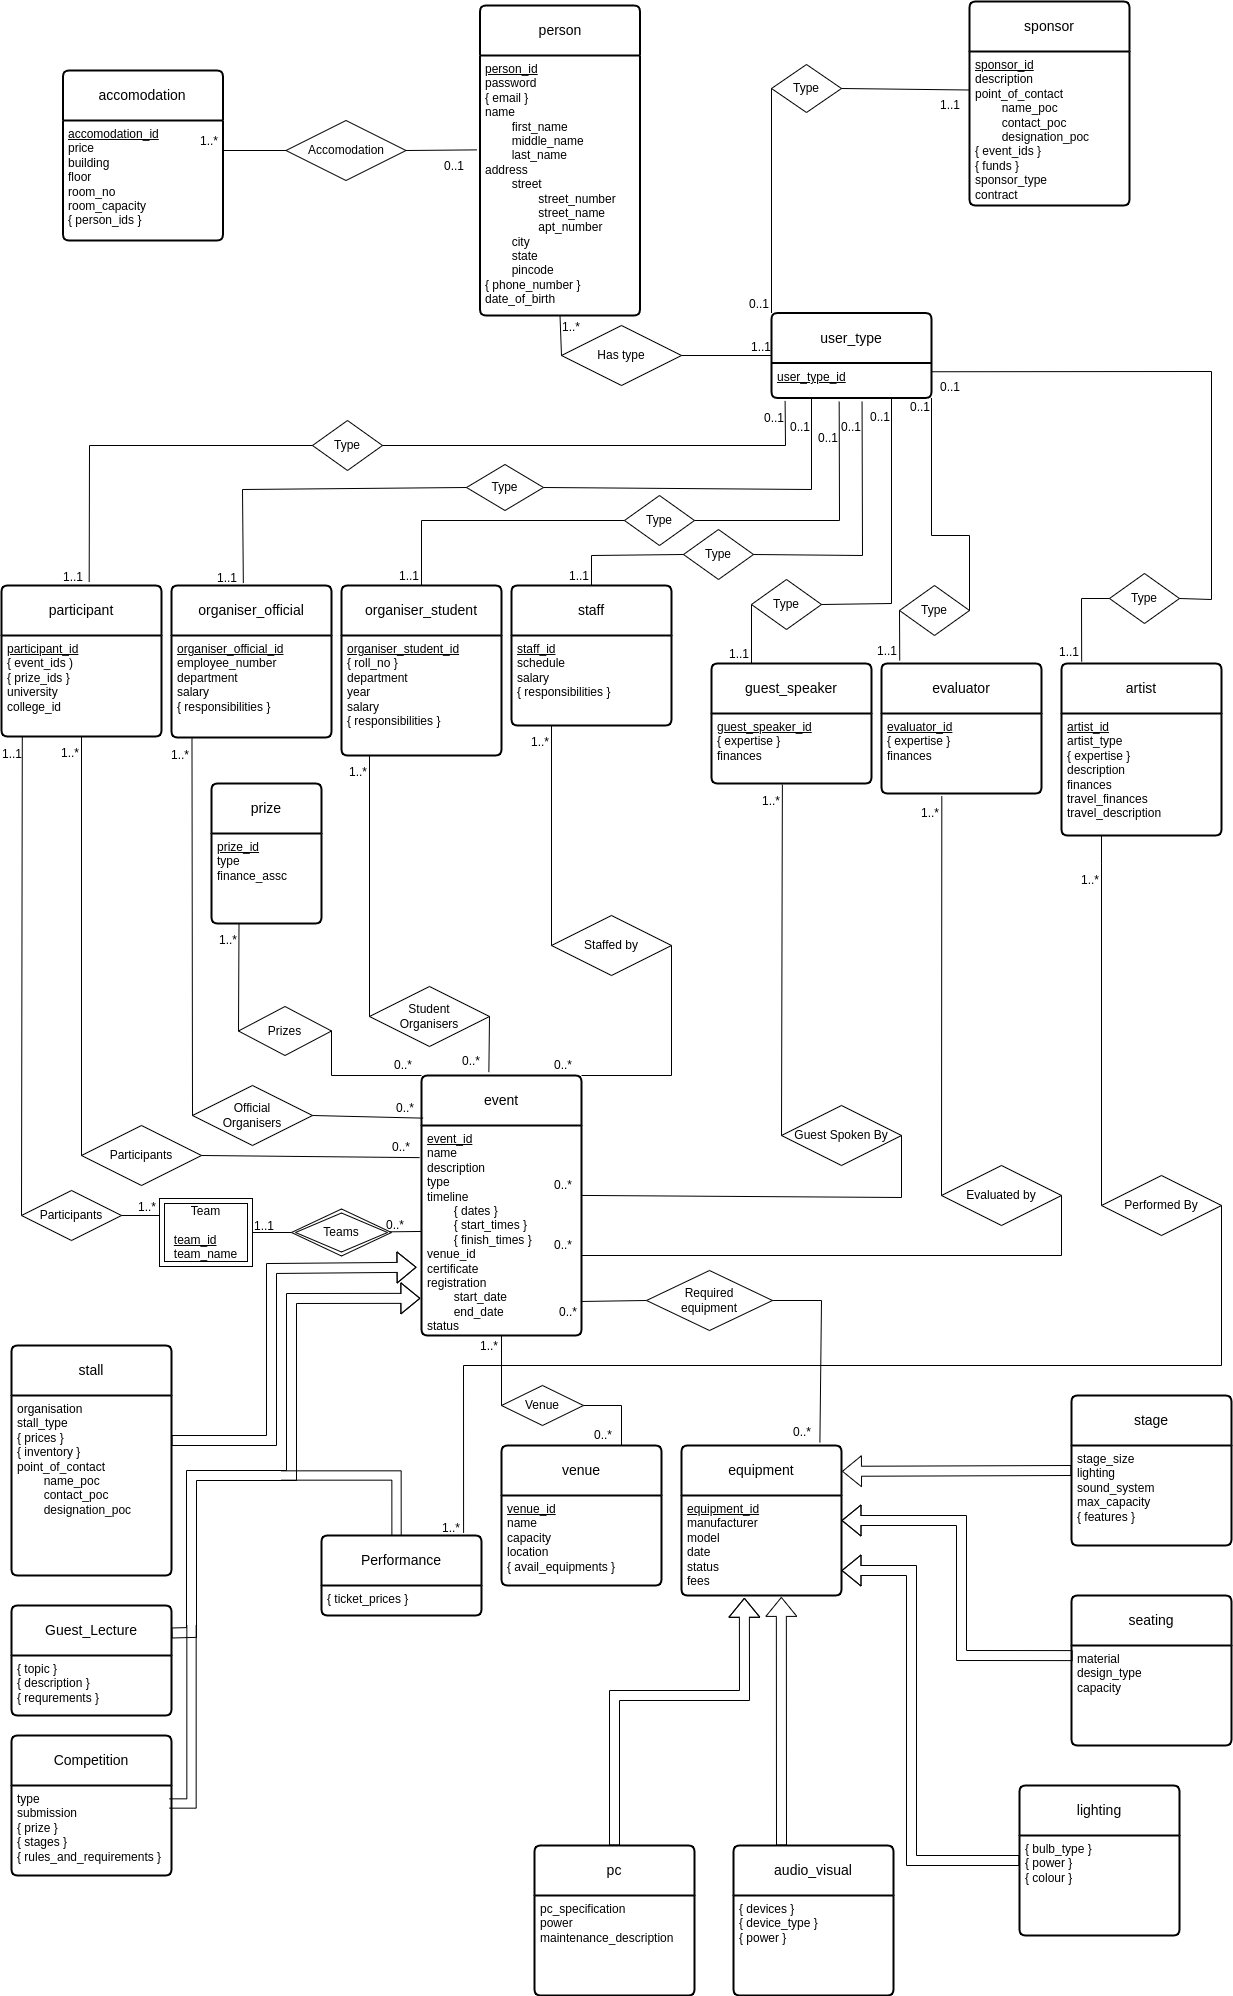 person
person_id
password
{ email }
name
first_name
middle_name
last_name
address
street
street_number
street_name
apt_number
city
state
pincode
{ phone_number }
date_of_birth
sponsor
sponsor_id
description
point_of_contact
name_poc
contact_poc
designation_poc
{ event_ids }
{ funds }
sponsor_type
contract
accomodation
accomodation_id
price
building
floor
room_no
room_capacity
{ person_ids }
1..*
Accomodation
0..1
Type
1..1
0..1
1..*
Has type
1..1
user_type
user_type_id
0..1
0..1
0..1
0..1
0..1
0..1
0..1
Type
Type
Type
Type
Type
Type
Type
1..1
1..1
1..1
1..1
1..1
1..1
1..1
participant
participant_id
{ event_ids )
{ prize_ids }
university
college_id
organiser_official
organiser_official_id
employee_number
department
salary
{ responsibilities }
organiser_student
organiser_student_id
{ roll_no }
department
year
salary
{ responsibilities }
staff
staff_id
schedule
salary
{ responsibilities }
guest_speaker
guest_speaker_id
{ expertise }
finances
evaluator
evaluator_id
{ expertise }
finances
artist
artist_id
artist_type
{ expertise }
description
finances
travel_finances
travel_description
1..1
1..*
1..*
1..*
1..*
1..*
1..*
1..*
prize
prize_id
type
finance_assc
1..*
Staffed by
Student
Organisers
Prizes
0..*
0..*
0..*
Official
Organisers
0..*
Participants
0..*
Guest Spoken By
Evaluated by
Performed By
Participants
1..*
Team
team_id
team_name
1..1
Teams
0..*
event
event_id
name
description
type
timeline
{ dates }
{ start_times }
{ finish_times }
venue_id
certificate
registration
start_date
end_date
status
0..*
0..*
0..*
Required
equipment
0..*
1..*
Venue
0..*
stall
organisation
stall_type
{ prices }
{ inventory }
point_of_contact
name_poc
contact_poc
designation_poc
1..*
Performance
{ ticket_prices }
venue
venue_id
name
capacity
location
{ avail_equipments }
equipment
equipment_id
manufacturer
model
date
status
fees
stage
stage_size
lighting
sound_system
max_capacity
{ features }
Guest_Lecture
{ topic }
{ description }
{ requrements }
seating
material
design_type
capacity
Competition
type
submission
{ prize }
{ stages }
{ rules_and_requirements }
lighting
{ bulb_type }
{ power }
{ colour }
pc
pc_specification
power
maintenance_description
audio_visual
{ devices }
{ device_type }
{ power }